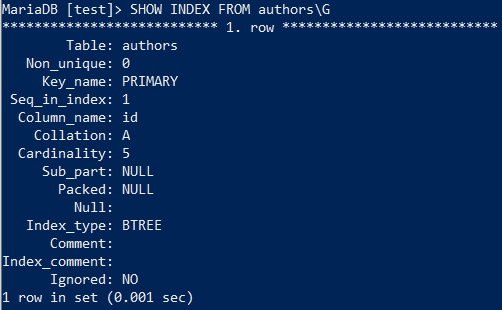 MariaDB [test]> SHOW INDEX FROM authors\G
*************************** 1. row ***************************
Table: authors
Non_unique: 0
Key_name: PRIMARY
Seq_in_index: 1
Column_name: id
Collation: A
Cardinality: 5
Sub_part: NULL
Packed: NULL
Null:
Index_type: BTREE
Comment:
Index_comment:
Ignored: NO
1 row in set (0.001 sec)